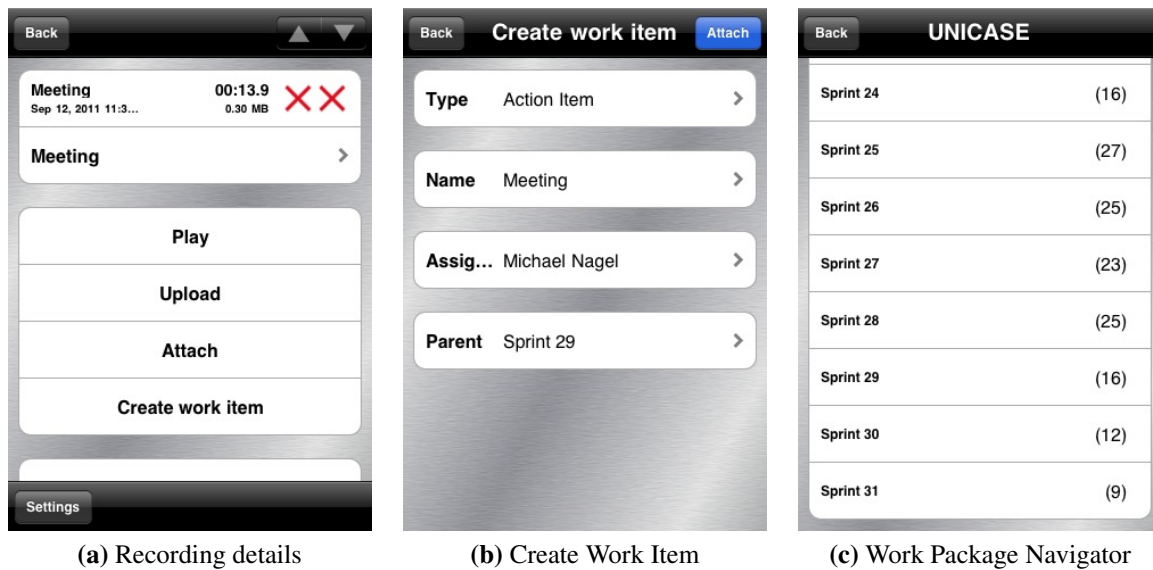 Back
Meeting 00:13.9
Sep 12, 2011 11:3... 0.30 MB
Meeting
Play
Upload
Attach
Create work item
Settings
(a) Recording details
Back Create work item Attach
Type Action Item
Name Meeting
Assig... Michael Nagel
Parent Sprint 29
(b) Create Work Item
Back UNICASE
Sprint 24 (16)
Sprint 25 (27)
Sprint 26 (25)
Sprint 27 (23)
Sprint 28 (25)
Sprint 29 (16)
Sprint 30 (12)
Sprint 31 (9)
(c) Work Package Navigator